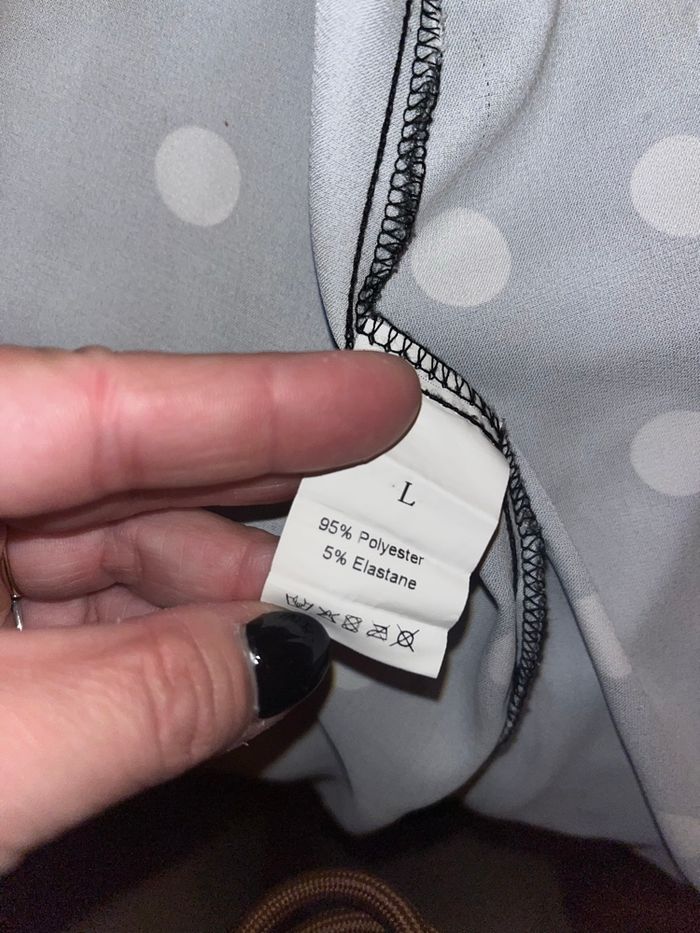 L
95% Polyester
5% Elastane